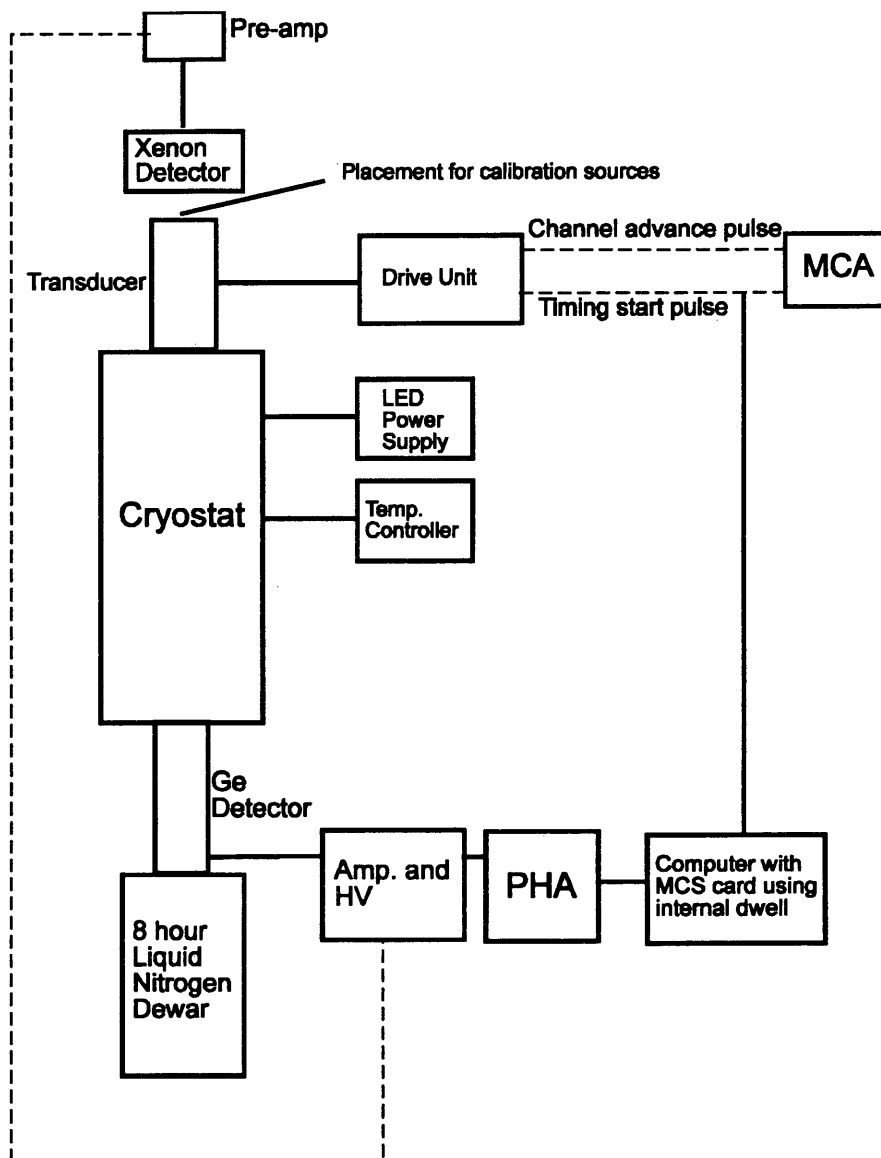 Pre-amp
Xenon
Detector
Placement for calibration sources
Channel advance pulse
MCA
Transducer
Drive Unit
Timing start pulse
LED
Power
Supply
Cryostat
Temp.
Controller
Ge
Detector
Amp. and
HV
PHA
Computer with
MCS card using
internal dwell
8 hour
Liquid
Nitrogen
Dewar